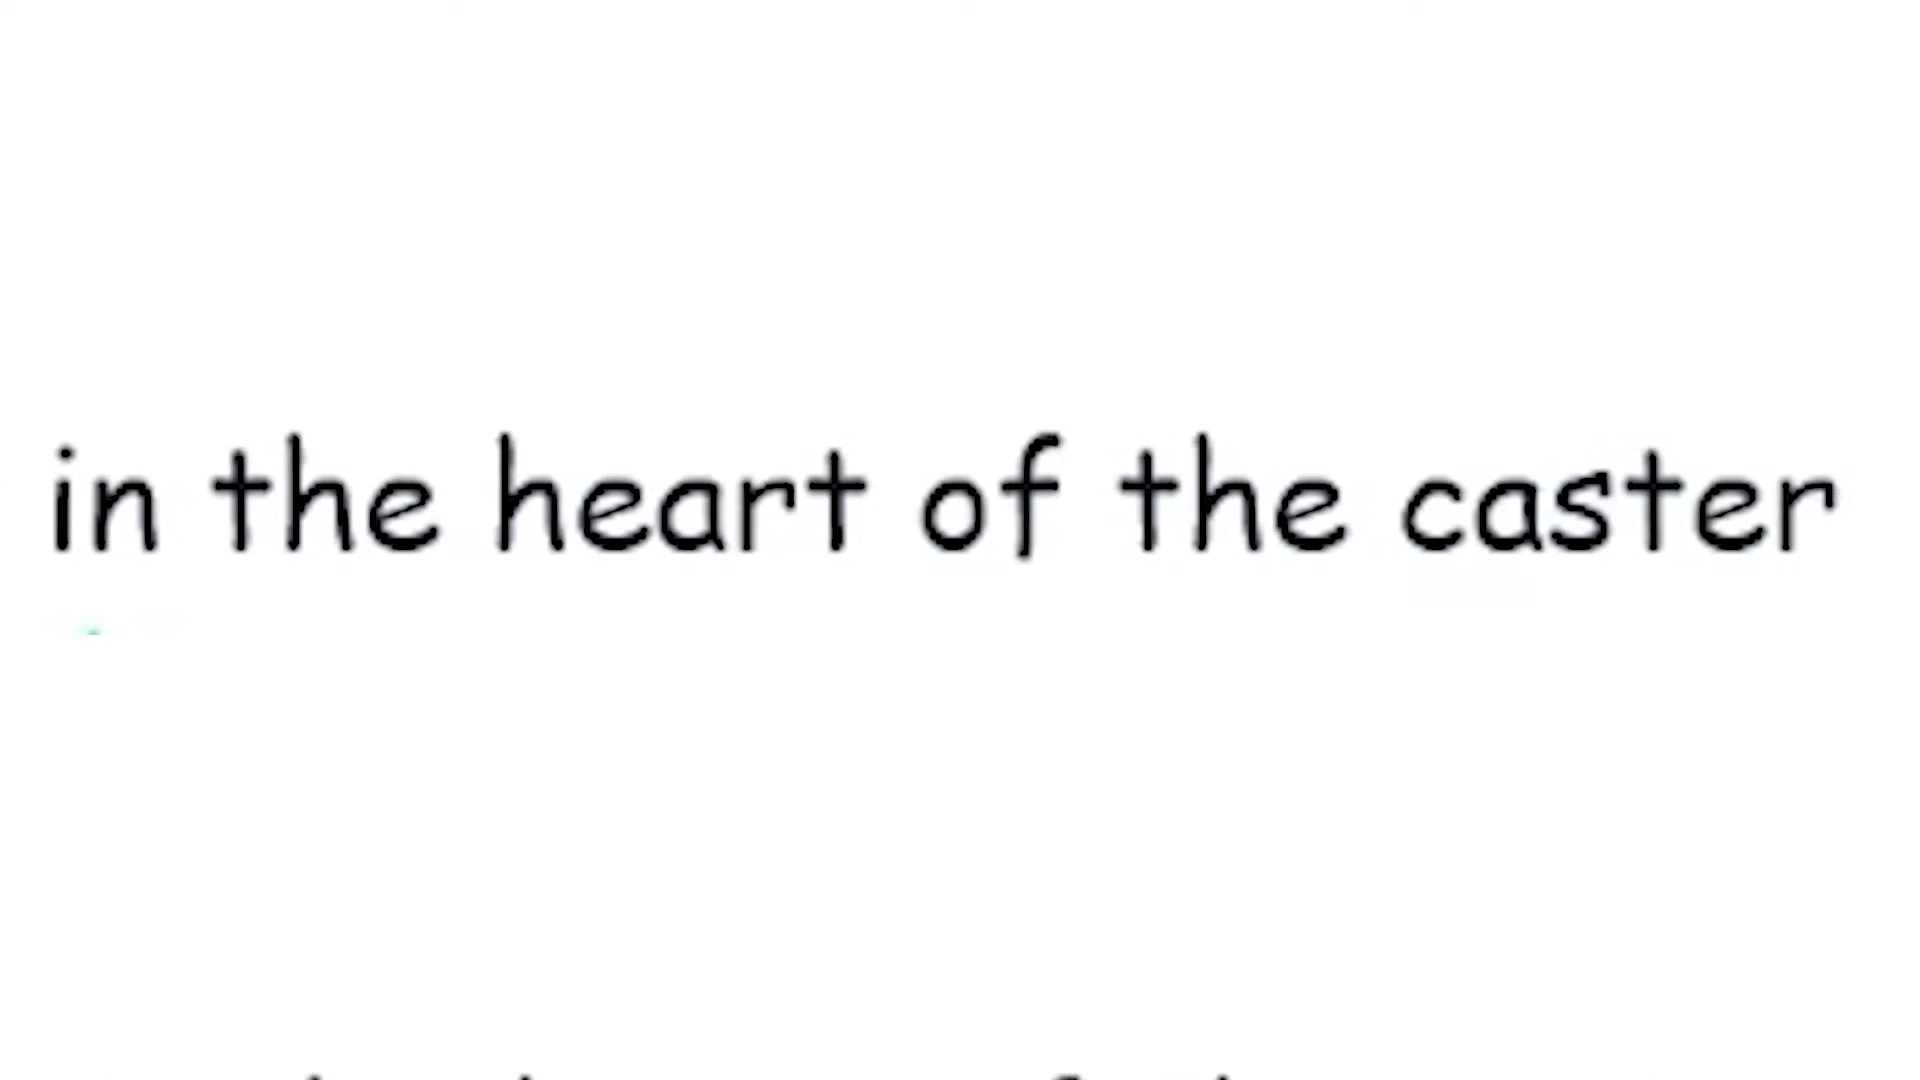 in the heart of the caster